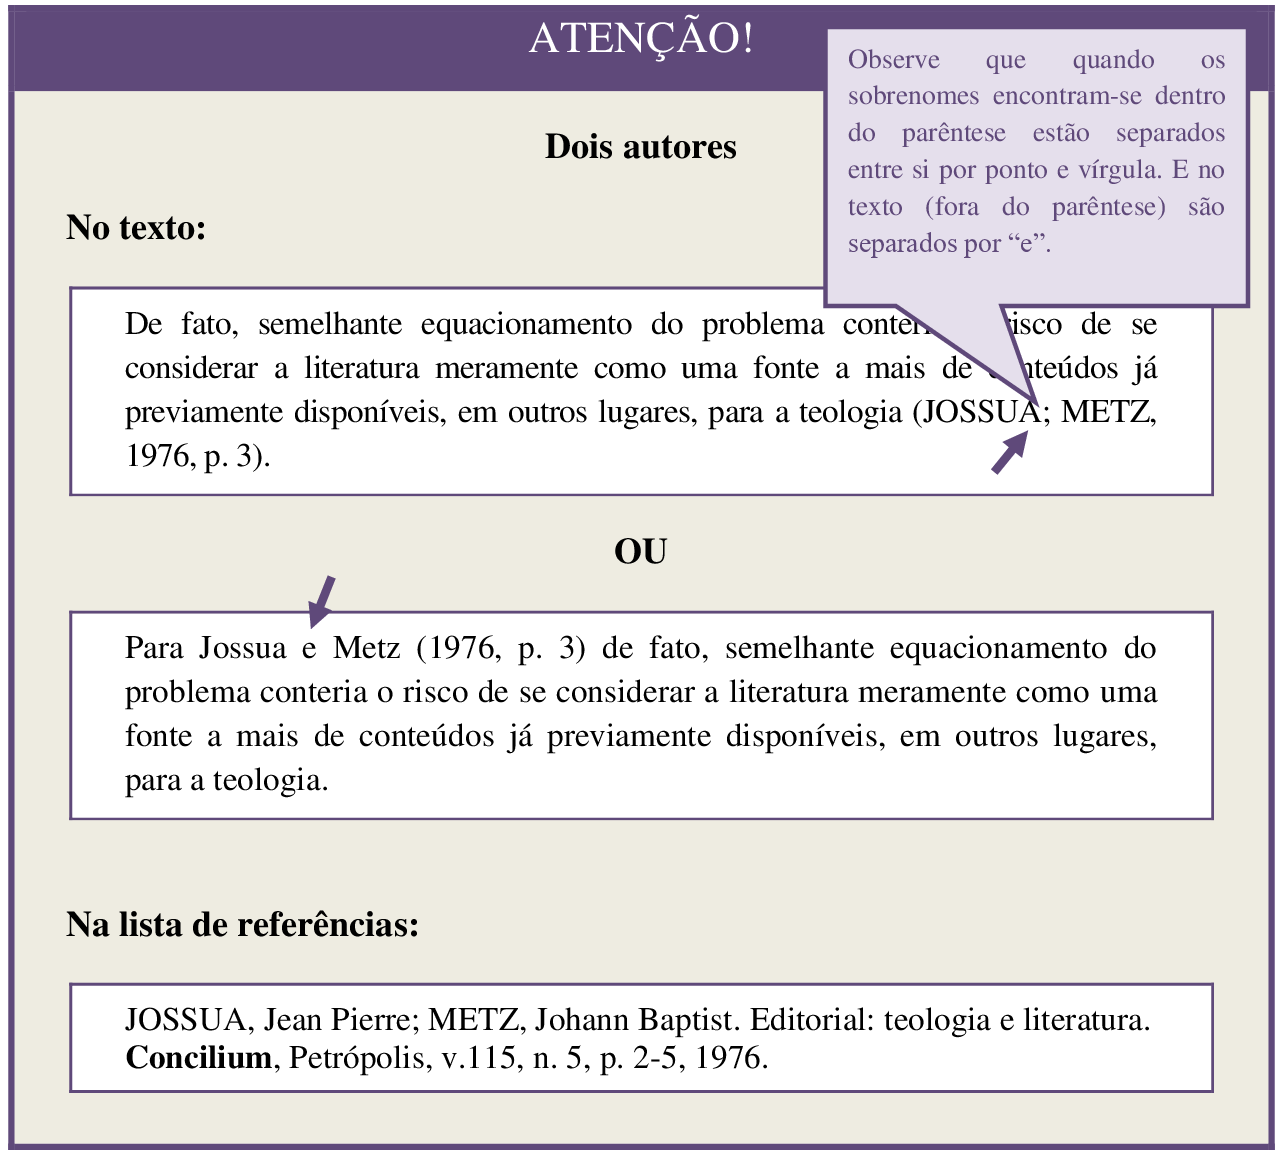 ATENÇÃO!
Observe que quando os
sobrenomes encontram-se dentro
do parêntese estão separados
entre si por ponto e vírgula. E no
texto (fora do parêntese) são
separados por “e”.
Dois autores
No texto:
De fato, semelhante equacionamento do problema risco de se
considerar a literatura meramente como uma fonte a mais de conteúdos já
previamente disponíveis, em outros lugares, para a teologia (JOSSUA; METZ,
1976, p. 3).
OU
Para Jossua e Metz (1976, p. 3) de fato, semelhante equacionamento do
problema conteria o risco de se considerar a literatura meramente como uma
fonte a mais de conteúdos já previamente disponíveis, em outros lugares,
para a teologia.
Na lista de referências:
JOSSUA, Jean Pierre; METZ, Johann Baptist. Editorial: teologia e literatura.
Concilium, Petrópolis, v.115, n. 5, p. 2-5, 1976.